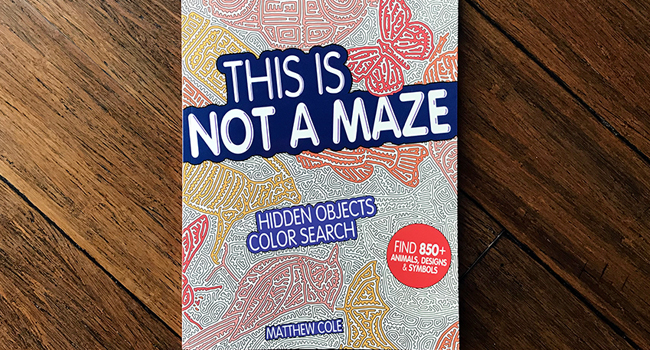 THIS IS
NOT A MAZE
HIDDEN OBJECTS
COLOR SEARCH
FIND 850+
ANIMALS, DESIGNS
& SYMBOLS
MATTHEW COLE